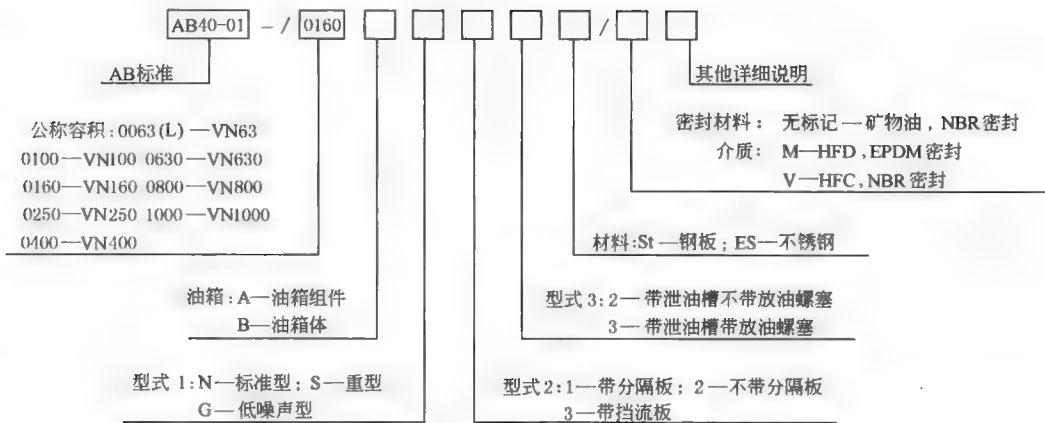 AB40-01 - / 0160 /
AB标准
其他详细说明
公称容积:0063(L)—VN63
0100—VN100 0630—VN630
0160—VN160 0800—VN800
0250—VN250 1000—VN1000
0400—VN400
密封材料: 无标记—矿物油, NBR密封
介质: M—HFD, EPDM密封
V—HFC, NBR密封
材料:St—钢板; ES—不锈钢
油箱:A—油箱组件
B—油箱体
型式 3:2—带泄油槽不带放油螺塞
3—带泄油槽带放油螺塞
型式 1:N—标准型; S—重型
G—低噪声型
型式2:1—带分隔板; 2—不带分隔板
3—带挡流板